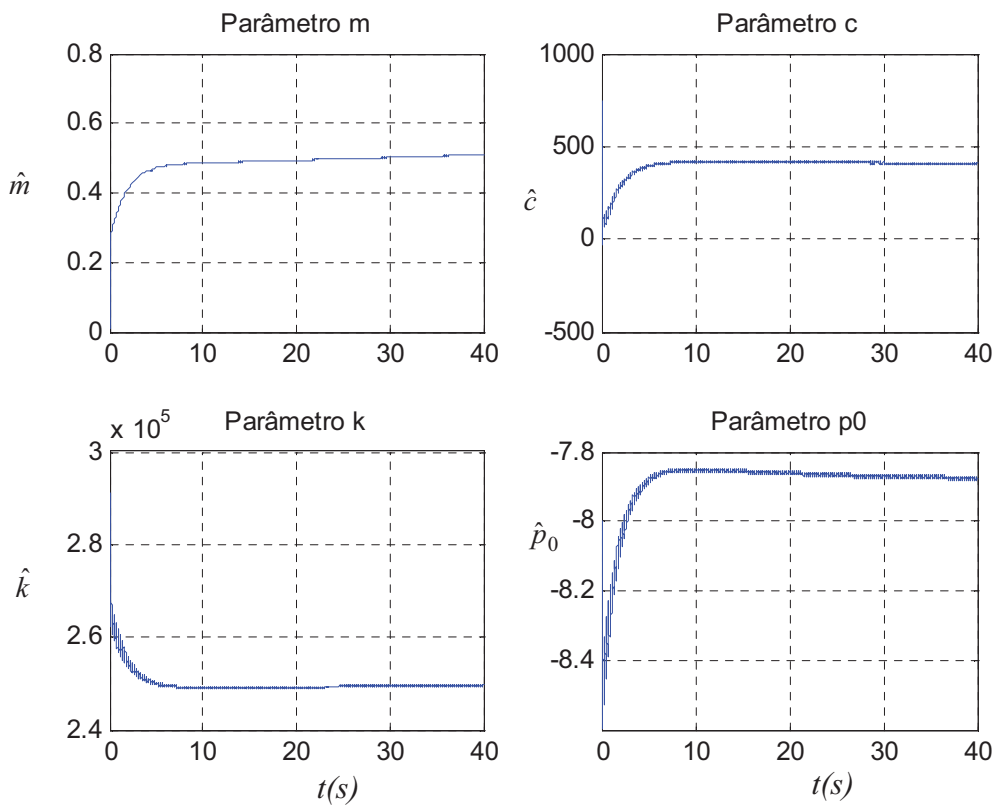 Parâmetro m
0.8
0.6
0.4
0.2
0
m̂
0 10 20 30 40
Parâmetro c
1000
500
0
-500
ĉ
0 10 20 30 40
Parâmetro k
x 10^5
3
2.8
2.6
2.4
k̂
0 10 20 30 40
t(s)
Parâmetro p0
-7.8
-8
-8.2
-8.4
p̂₀
0 10 20 30 40
t(s)